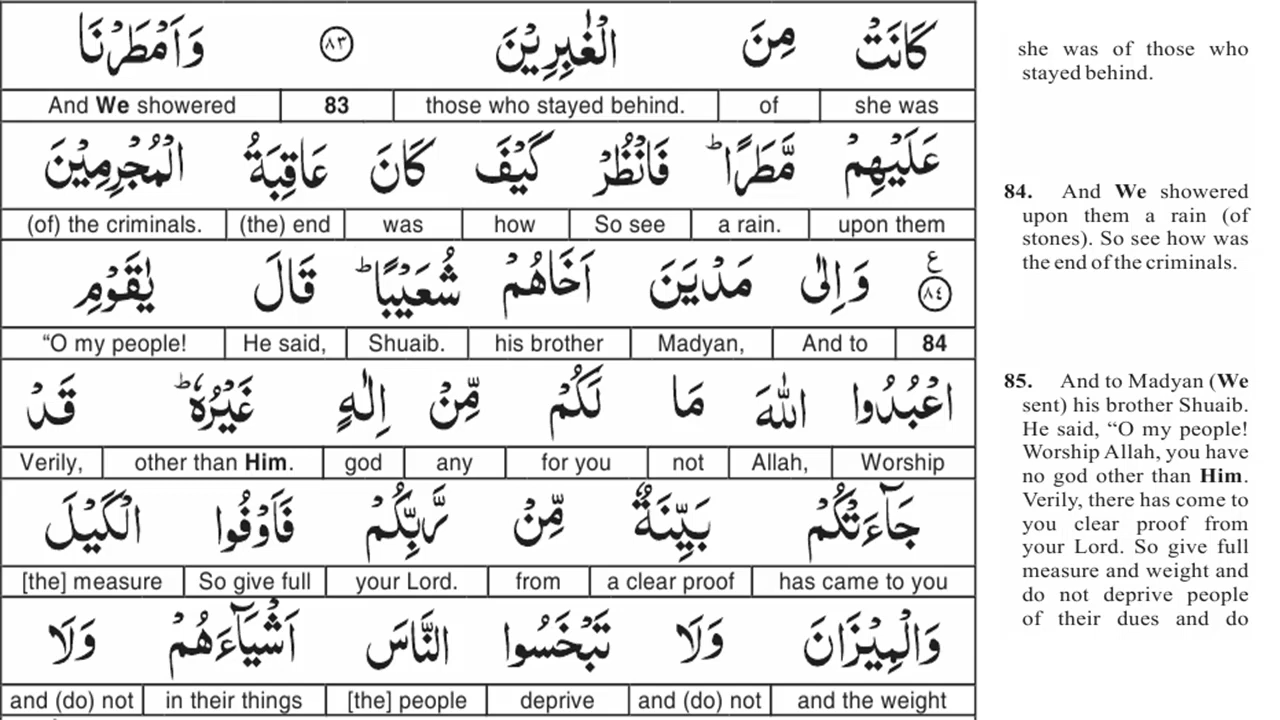 كَانَتْ مِنَ الْغٰبِرِيْنَ ﴿٨٣﴾ وَاَمْطَرْنَا
she was of those who stayed behind. 83 And We showered
عَلَيْهِمْ مَّطَرًا ؕ فَانْظُرْ كَيْفَ كَانَ عَاقِبَةُ الْمُجْرِمِيْنَ
upon them a rain. So see how was (the) end (of) the criminals.
ع ﴿٨٤﴾ وَاِلٰى مَدْيَنَ اَخَاهُمْ شُعَيْبًا ؕ قَالَ يٰقَوْمِ
84 And to Madyan, his brother Shuaib. He said, “O my people!
اعْبُدُوا اللّٰهَ مَا لَكُمْ مِّنْ اِلٰهٍ غَيْرُهٗ ؕ قَدْ
Worship Allah, not for you any god other than Him. Verily,
جَآءَتْكُمْ بَيِّنَةٌ مِّنْ رَّبِّكُمْ فَاَوْفُوا الْكَيْلَ
has come to you a clear proof from your Lord. So give full [the] measure
وَالْمِيْزَانَ وَلَا تَبْخَسُوا النَّاسَ اَشْيَآءَهُمْ وَلَا
and the weight and (do) not deprive [the] people in their things and (do) not
she was of those who
stayed behind.
84. And We showered
upon them a rain (of
stones). So see how was
the end of the criminals.
85. And to Madyan (We
sent) his brother Shuaib.
He said, “O my people!
Worship Allah, you have
no god other than Him.
Verily, there has come to
you clear proof from
your Lord. So give full
measure and weight and
do not deprive people
of their dues and do